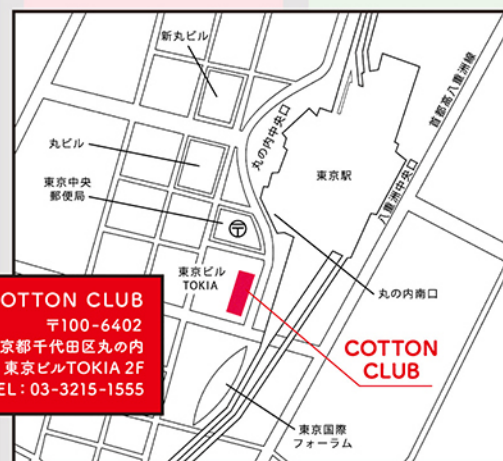 新丸ビル
丸ビル
東京中央
郵便局
丸の内中央口
東京駅
首都高八重洲線
八重洲中央口
〒
東京ビル
TOKIA
丸の内南口
COTTON
CLUB
東京国際
フォーラム
OTTON CLUB
〒100-6402
京都千代田区丸の内
東京ビルTOKIA 2F
EL：03-3215-1555